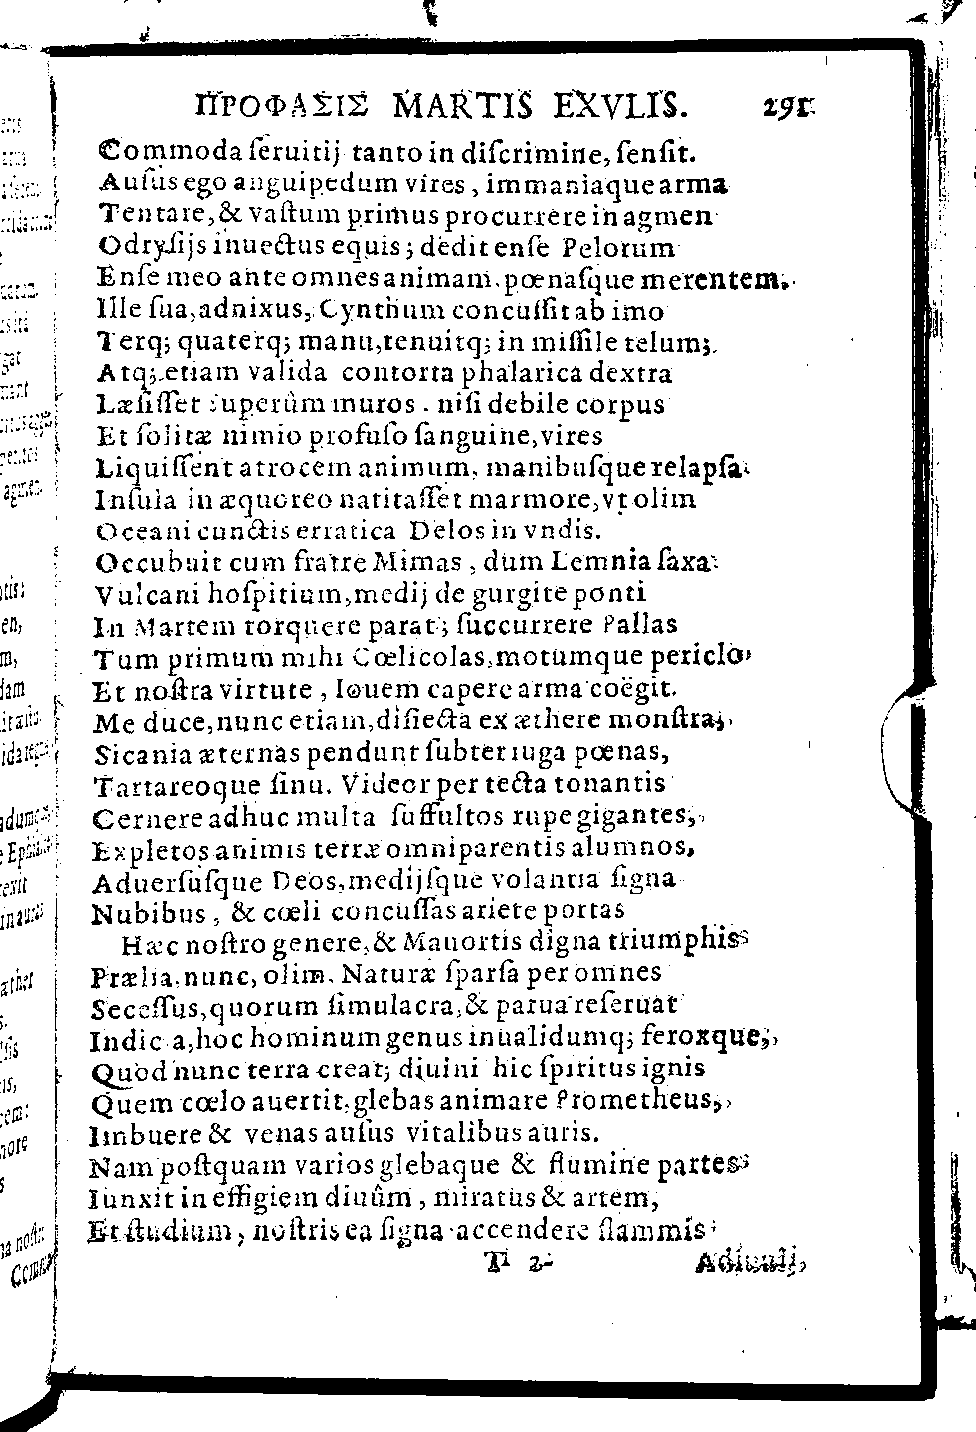 ΠΡΟΦΑΣΙΣ MARTIS EXVLIS. 291.
Commoda ſeruitij tanto in diſcrimine, ſenſit.
Auſus ego anguipedum vires, immaniaque arma
Tentare, & vaſtum primus procurrere in agmen
Odryſijs inuectus equis; dedit enſe Pelorum
Enſe meo ante omnes animam. pœnaſque merentem.
Ille ſua, adnixus, Cynthum concuſſit ab imo
Terq; quaterq; manu, tenuitq; in miſſile telum;
Atq; etiam valida contorta phalarica dextra
Læſiſſet ſuperûm muros. niſi debile corpus
Et ſolitæ nimio profuſo ſanguine, vires
Liquiſſent atrocem animum, manibuſque relapſa
Inſula in æquoreo natitaſſet marmore, vt olim
Oceani cunctis erratica Delos in vndis.
Occubuit cum fratre Mimas, dum Lemnia ſaxa
Vulcani hoſpitium, medij de gurgite ponti
In Martem torquere parat; ſuccurrere Pallas
Tum primum mihi Cœlicolas, motumque periclo
Et noſtra virtute, Iouem capere arma coëgit.
Me duce, nunc etiam, diſiecta ex æthere monſtra,
Sicania æternas pendunt ſubter iuga pœnas,
Tartareoque ſinu. Videor per tecta tonantis
Cernere adhuc multa ſuffultos rupe gigantes,
Expletos animis terræ omniparentis alumnos,
Aduerſuſque Deos, medijſque volantia ſigna
Nubibus, & cœli concuſſas ariete portas
Hæc noſtro genere, & Mauortis digna triumphis
Prælia, nunc, olim. Naturæ ſparſa per omnes
Seceſſus, quorum ſimulacra, & parua reſeruat
Indicia, hoc hominum genus inualidumq; feroxque,
Quod nunc terra creat; diuini hic ſpiritus ignis
Quem cœlo auertit, glebas animare Prometheus,
Imbuere & venas auſus vitalibus auris.
Nam poſtquam varios glebaque & flumine partes
Iunxit in effigiem diuûm, miratus & artem,
Et ſtudium, noſtris ea ſigna accendere flammis
T 2